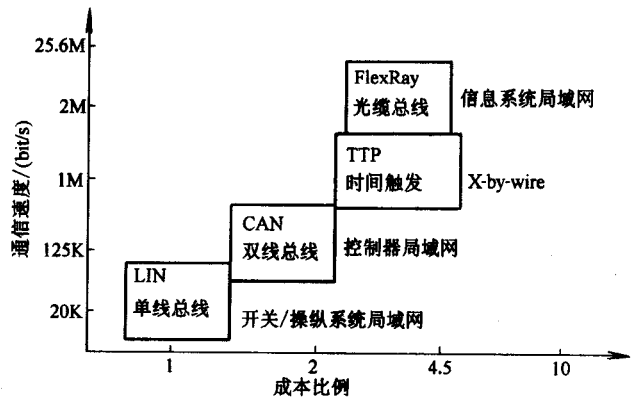 25.6M
FlexRay
光缆总线
信息系统局域网
2M
TTP
时间触发
X-by-wire
1M
通信速度/(bit/s)
CAN
双线总线
控制器局域网
125K
LIN
单线总线
开关/操纵系统局域网
20K
1
2
4.5
10
成本比例